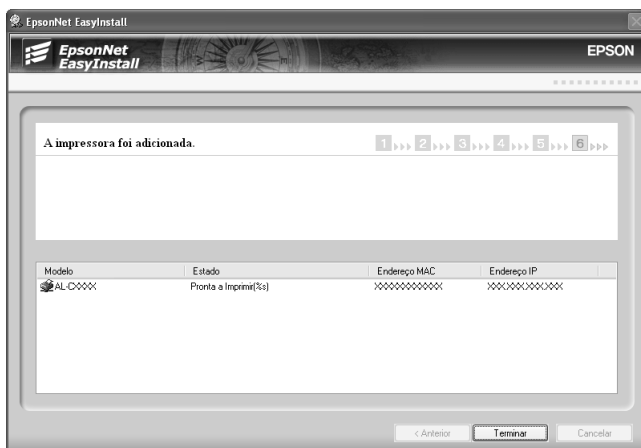 EpsonNet EasyInstall
EpsonNet
EasyInstall
EPSON
A impressora foi adicionada.
1 2 3 4 5 6
Modelo Estado Endereço MAC Endereço IP
AL-CXXXX Pronta a Imprimir(%s) XXXXXXXXXXXX XXX.XXX.XXX.XXX
< Anterior Terminar Cancelar